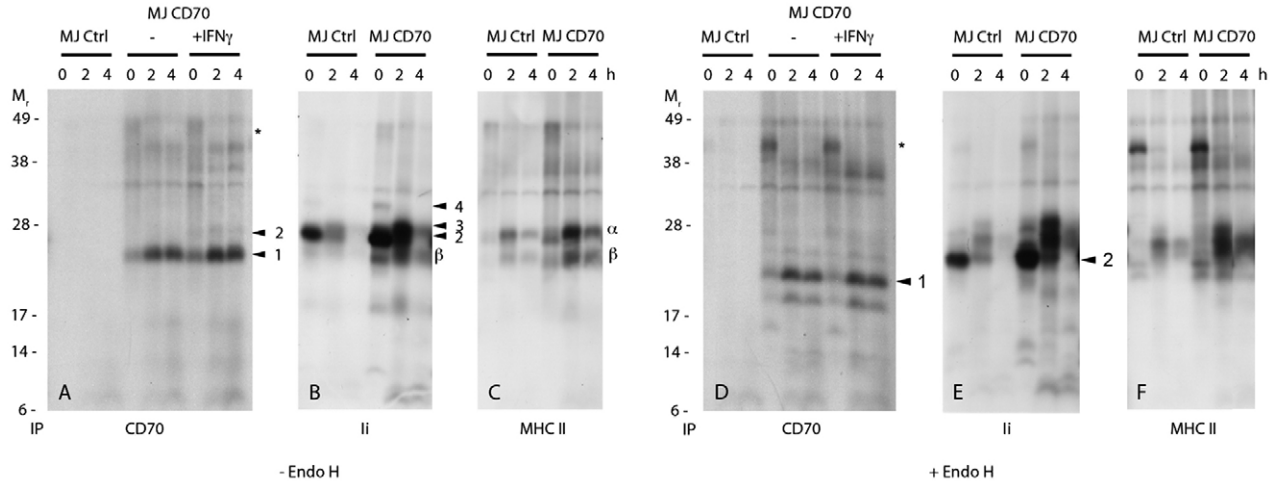 MJ CD70 MJ CD70
MJ Ctrl - +IFNγ MJ Ctrl MJ CD70 MJ Ctrl MJ CD70 MJ Ctrl - +IFNγ MJ Ctrl MJ CD70 MJ Ctrl MJ CD70
0 2 4 0 2 4 0 2 4 0 2 4 0 2 4 0 2 4 0 2 4 h 0 2 4 0 2 4 0 2 4 0 2 4 0 2 4 0 2 4 0 2 4 h
Mr Mr
49 - * 49 - *
38 - 38 -
4
28 - 2 3 α 28 -
2
1 β β 2
1
17 - 17 -
14 - 14 -
A B C D E F
6 - 6 -
IP CD70 Ii MHC II IP CD70 Ii MHC II
- Endo H + Endo H